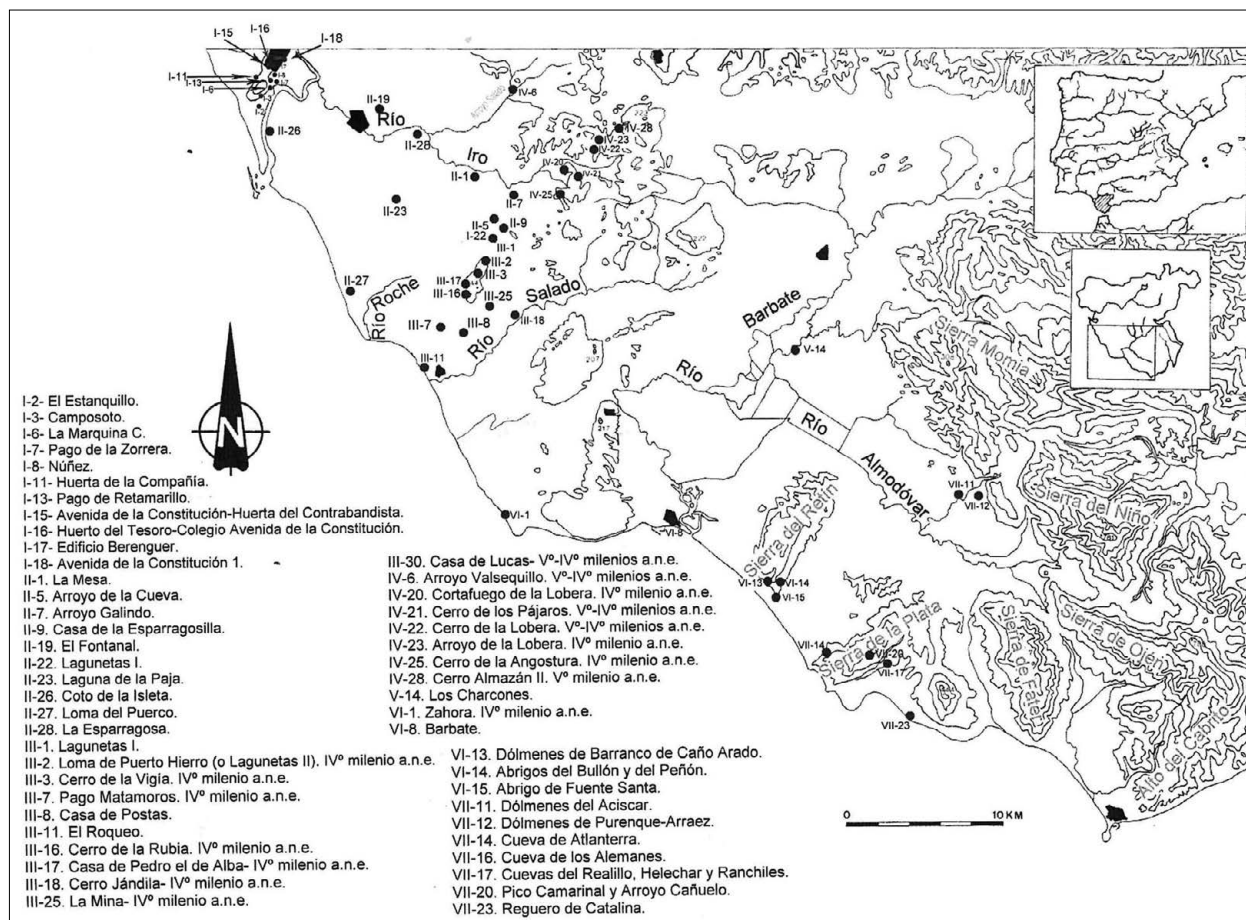 I-16
I-15
I-18
I-11
I-8
I-13
I-7
I-6
I-3
I-2
II-26
II-19
Río
II-28
Iro
II-1
IV-6
IV-28
IV-23
IV-22
IV-20
IV-21
IV-25
II-7
II-23
II-5
II-9
I-22
III-1
III-2
III-3
III-17
III-16
III-25
Salado
III-18
II-27
Río Roche
III-7
III-8
Río
III-11
207
217
Barbate
V-14
Río
Río
Almodóvar
Sierra Momia
VII-11
VII-12
Sierra del Niño
Sierra del Retín
VI-1
VI-8
VI-13
VI-14
VI-15
VII-14
Sierra de la Plata
VII-20
VII-17
VII-23
Sierra de Fates
Sierra de Ojén
Alto del Cabrito
N
0 10 KM
I-2- El Estanquillo.
I-3- Camposoto.
I-6- La Marquina C.
I-7- Pago de la Zorrera.
I-8- Núñez.
I-11- Huerta de la Compañía.
I-13- Pago de Retamarillo.
I-15- Avenida de la Constitución-Huerta del Contrabandista.
I-16- Huerto del Tesoro-Colegio Avenida de la Constitución.
I-17- Edificio Berenguer.
I-18- Avenida de la Constitución 1.
II-1. La Mesa.
II-5. Arroyo de la Cueva.
II-7. Arroyo Galindo.
II-9. Casa de la Esparragosilla.
II-19. El Fontanal.
II-22. Lagunetas I.
II-23. Laguna de la Paja.
II-26. Coto de la Isleta.
II-27. Loma del Puerco.
II-28. La Esparragosa.
III-1. Lagunetas I.
III-2. Loma de Puerto Hierro (o Lagunetas II). IVº milenio a.n.e.
III-3. Cerro de la Vigía. IVº milenio a.n.e.
III-7. Pago Matamoros. IVº milenio a.n.e.
III-8. Casa de Postas.
III-11. El Roqueo.
III-16. Cerro de la Rubia. IVº milenio a.n.e.
III-17. Casa de Pedro el de Alba- IVº milenio a.n.e.
III-18. Cerro Jándila- IVº milenio a.n.e.
III-25. La Mina- IVº milenio a.n.e.
III-30. Casa de Lucas- Vº-IVº milenios a.n.e.
IV-6. Arroyo Valsequillo. Vº-IVº milenios a.n.e.
IV-20. Cortafuego de la Lobera. IVº milenio a.n.e.
IV-21. Cerro de los Pájaros. Vº-IVº milenios a.n.e.
IV-22. Cerro de la Lobera. Vº-IVº milenios a.n.e.
IV-23. Arroyo de la Lobera. IVº milenio a.n.e.
IV-25. Cerro de la Angostura. IVº milenio a.n.e.
IV-28. Cerro Almazán II. Vº milenio a.n.e.
V-14. Los Charcones.
VI-1. Zahora. IVº milenio a.n.e.
VI-8. Barbate.
VI-13. Dólmenes de Barranco de Caño Arado.
VI-14. Abrigos del Bullón y del Peñón.
VI-15. Abrigo de Fuente Santa.
VII-11. Dólmenes del Aciscar.
VII-12. Dólmenes de Purenque-Arraez.
VII-14. Cueva de Atlanterra.
VII-16. Cueva de los Alemanes.
VII-17. Cuevas del Realillo, Helechar y Ranchiles.
VII-20. Pico Camarinal y Arroyo Cañuelo.
VII-23. Reguero de Catalina.